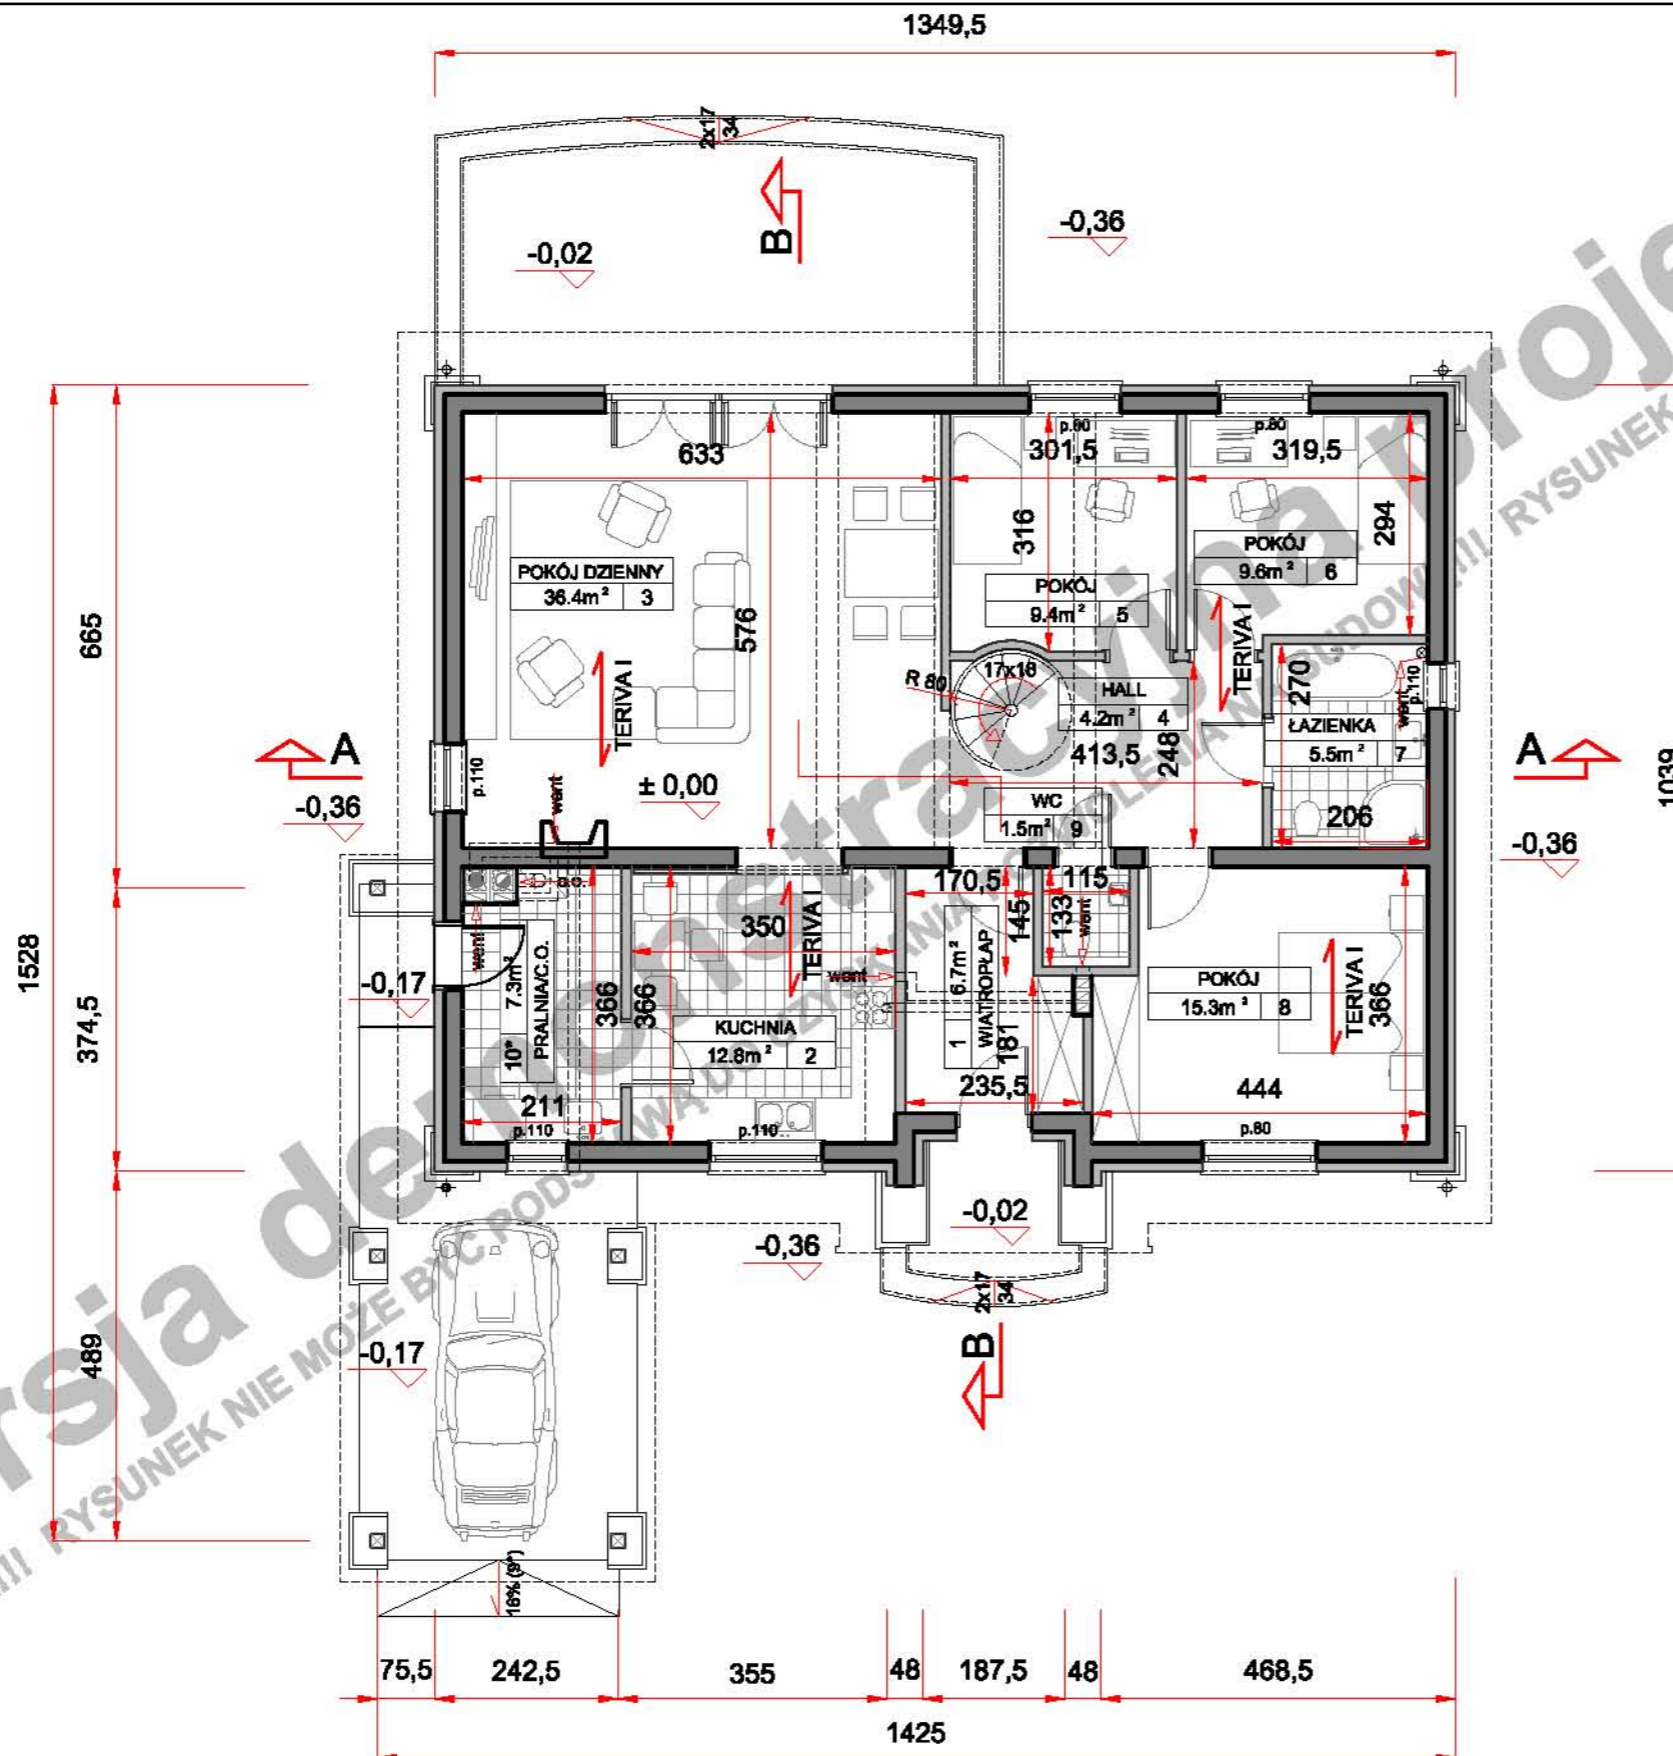 1349,5
2x17
34
B
-0,02
-0,36
633
p.80
301,5
p.80
319,5
316
294
POKÓJ DZIENNY
36.4m² 3
POKÓJ
9.4m² 5
POKÓJ
9.6m² 6
576
TERIVA I
TERIVA I
665
17x18
R 80
HALL
4.2m² 4
413,5
248
270
went
p.110
ŁAZIENKA
5.5m² 7
206
A
-0,36
p.110
went
± 0,00
WC
1.5m² 9
A
-0,36
1039
1528
374,5
-0,17
went
7.3m²
10*
PRALNIA/C.O.
366
366
211
p.110
350
TERIVA I
went
KUCHNIA
12.8m² 2
p.110
170,5
145
6.7m²
1
WIATROŁAP
181
235,5
115
133
went
POKÓJ
15.3m² 8
TERIVA I
366
444
p.80
-0,02
-0,36
2x17
34
B
489
-0,17
16% (9°)
75,5 242,5 355 48 187,5 48 468,5
1425
rsja demonstracyjna proje
!!! RYSUNEK NIE MOŻE BYĆ PODSTAWĄ DO UZYSKANIA POZWOLENIA NA BUDOWĘ !!! RYSUNEK